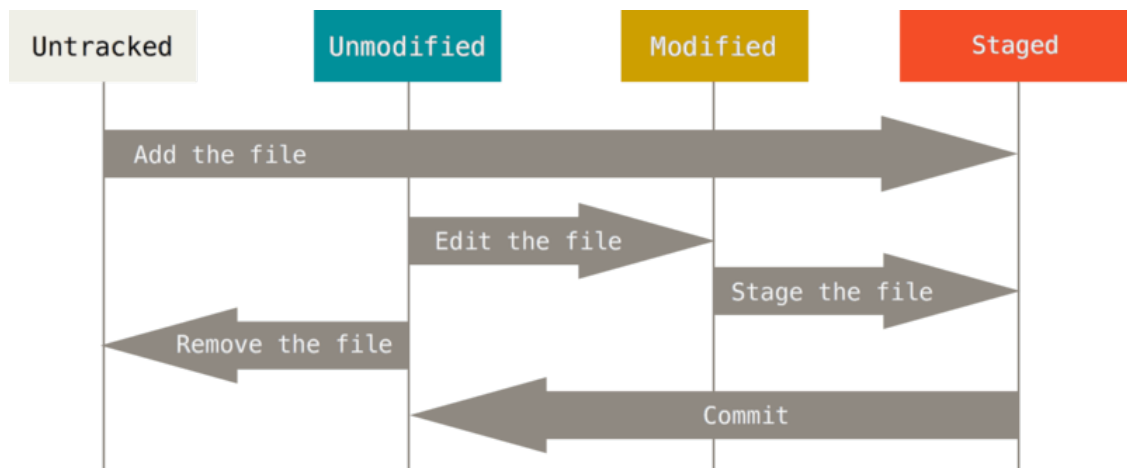 Untracked
Unmodified
Modified
Staged
Add the file
Edit the file
Stage the file
Remove the file
Commit